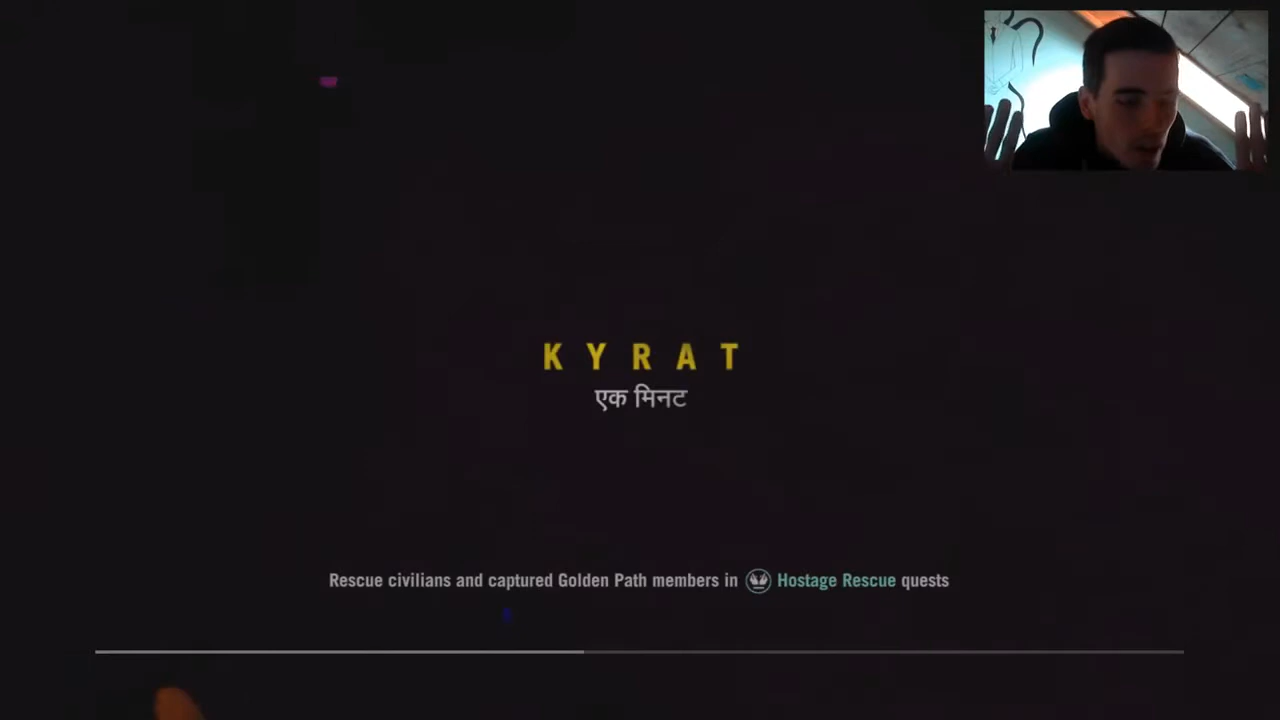 K Y R A T
एक मिनट
Rescue civilians and captured Golden Path members in Hostage Rescue quests